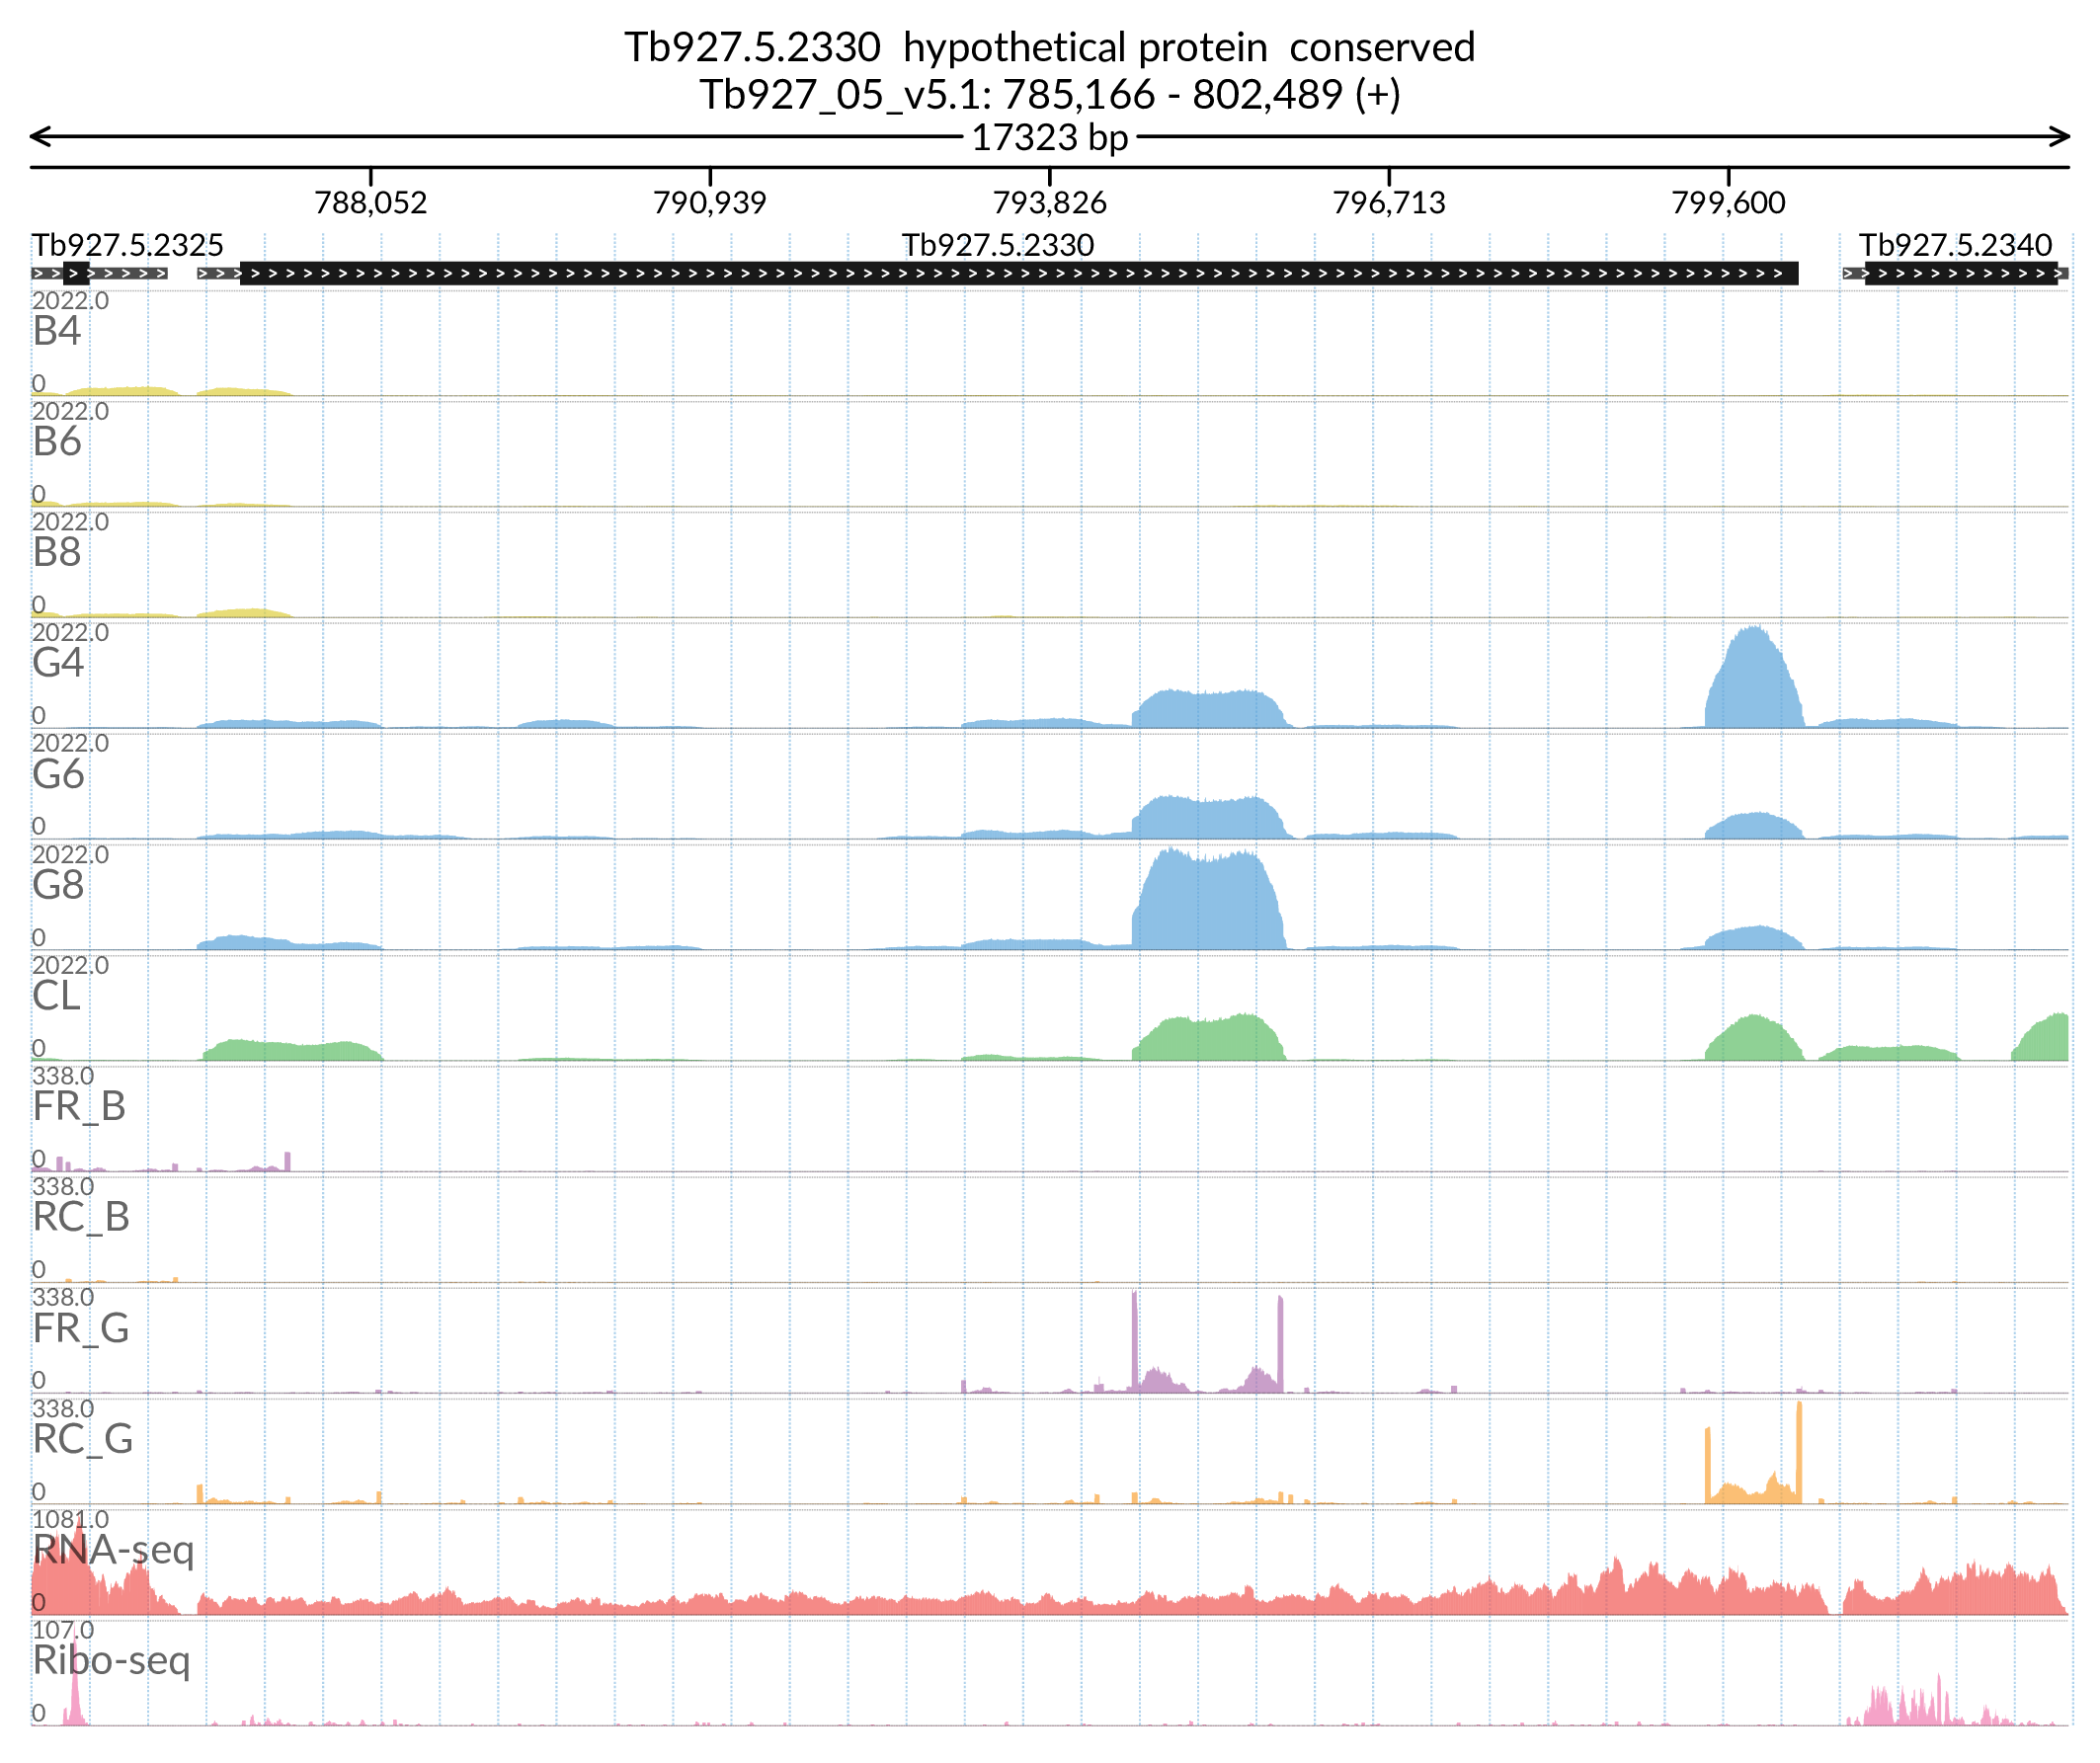 Tb927.5.2330 hypothetical protein conserved
Tb927_05_v5.1: 785,166 - 802,489 (+)
17323 bp
788,052 790,939 793,826 796,713 799,600
Tb927.5.2325 Tb927.5.2330 Tb927.5.2340
2022.0
B4
0
2022.0
B6
0
2022.0
B8
0
2022.0
G4
0
2022.0
G6
0
2022.0
G8
0
2022.0
CL
0
338.0
FR_B
0
338.0
RC_B
0
338.0
FR_G
0
338.0
RC_G
0
1081.0
RNA-seq
0
107.0
Ribo-seq
0